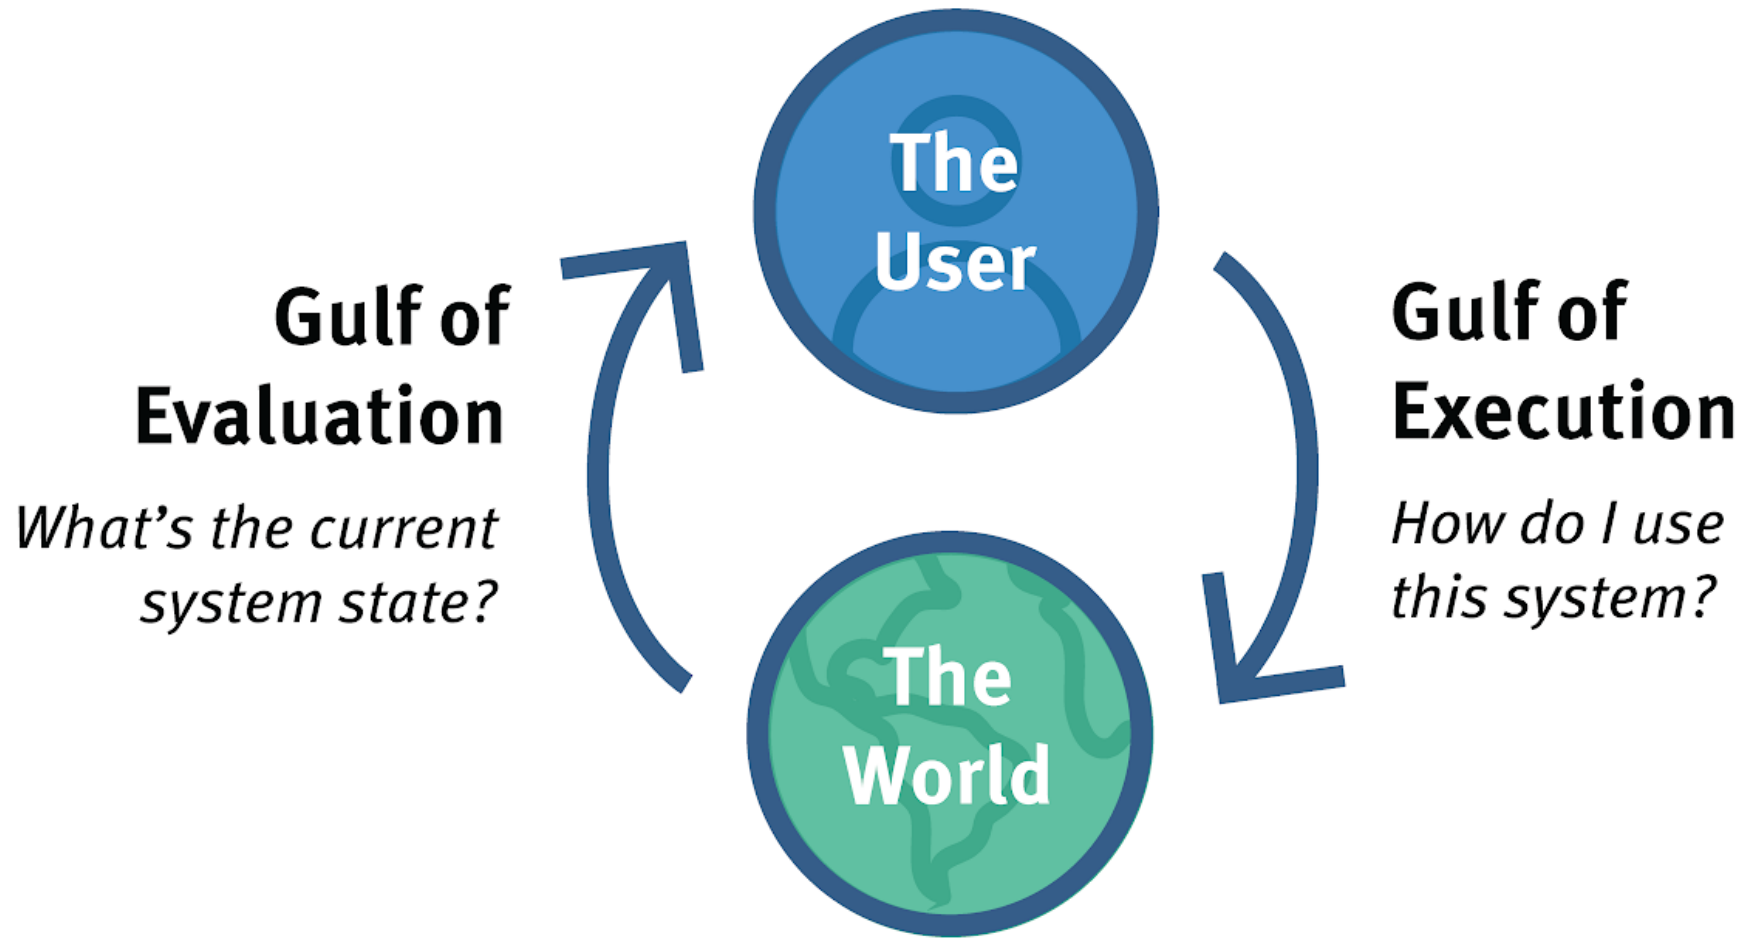 The
User
Gulf of
Evaluation
What's the current
system state?
Gulf of
Execution
How do I use
this system?
The
World